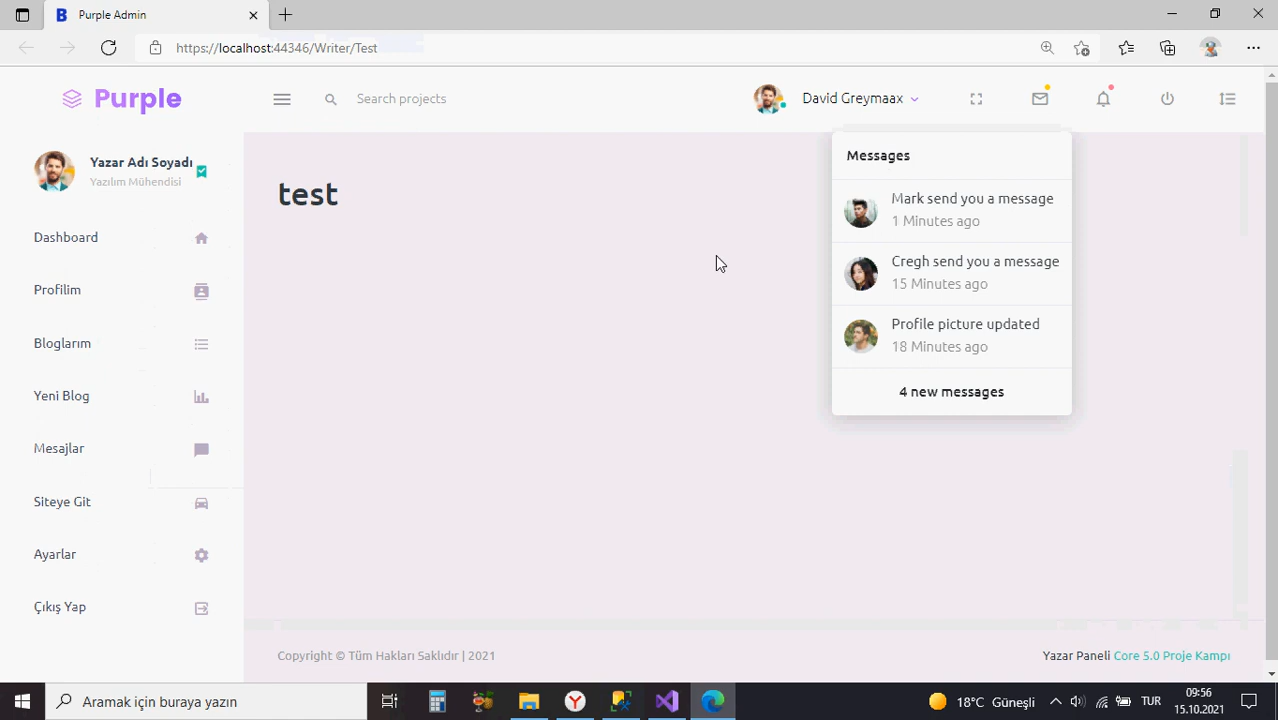 Purple Admin
https://localhost:44346/Writer/Test
Purple
Search projects
David Greymaax
Yazar Adı Soyadı
Yazılım Mühendisi
Dashboard
Profilim
Bloglarım
Yeni Blog
Mesajlar
Siteye Git
Ayarlar
Çıkış Yap
test
Messages
Mark send you a message
1 Minutes ago
Cregh send you a message
15 Minutes ago
Profile picture updated
18 Minutes ago
4 new messages
Copyright © Tüm Hakları Saklıdır | 2021
Yazar Paneli Core 5.0 Proje Kampı
Aramak için buraya yazın
18°C Güneşli
TUR
09:56
15.10.2021